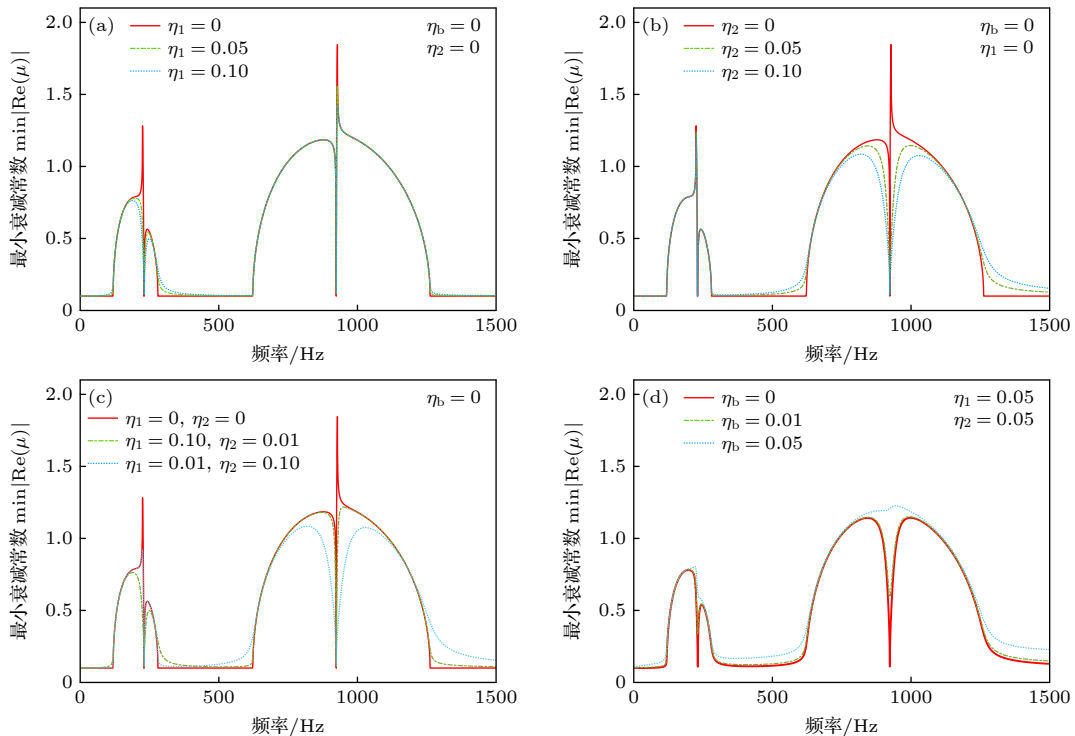 (a)
η₁ = 0
η₁ = 0.05
η₁ = 0.10
η_b = 0
η₂ = 0
2.0
1.5
1.0
0.5
0
0 500 1000 1500
最小衰减常数 min|Re(μ)|
频率/Hz
(b)
η₂ = 0
η₂ = 0.05
η₂ = 0.10
η_b = 0
η₁ = 0
2.0
1.5
1.0
0.5
0
0 500 1000 1500
最小衰减常数 min|Re(μ)|
频率/Hz
(c)
η_b = 0
η₁ = 0, η₂ = 0
η₁ = 0.10, η₂ = 0.01
η₁ = 0.01, η₂ = 0.10
2.0
1.5
1.0
0.5
0
0 500 1000 1500
最小衰减常数 min|Re(μ)|
频率/Hz
(d)
η_b = 0
η_b = 0.01
η_b = 0.05
η₁ = 0.05
η₂ = 0.05
2.0
1.5
1.0
0.5
0
0 500 1000 1500
最小衰减常数 min|Re(μ)|
频率/Hz